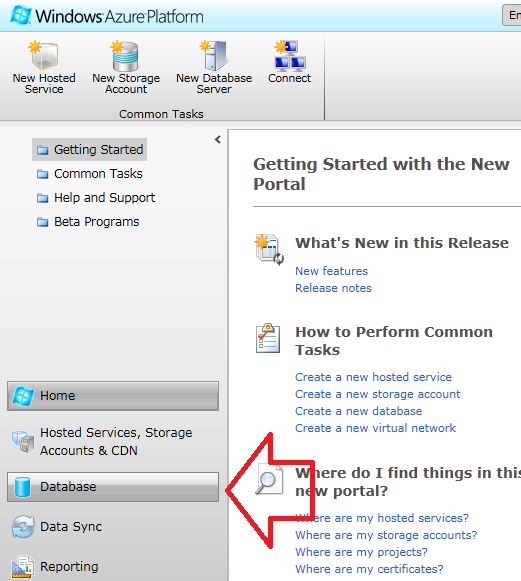 Windows Azure Platform
En
New Hosted
Service
New Storage
Account
New Database
Server
Connect
Common Tasks
Getting Started
Common Tasks
Help and Support
Beta Programs
Home
Hosted Services, Storage
Accounts & CDN
Database
Data Sync
Reporting
Getting Started with the New
Portal
What's New in this Release
New features
Release notes
How to Perform Common
Tasks
Create a new hosted service
Create a new storage account
Create a new database
Create a new virtual network
Where do I find things in this
new portal?
Where are my hosted services?
Where are my storage accounts?
Where are my projects?
Where are my certificates?